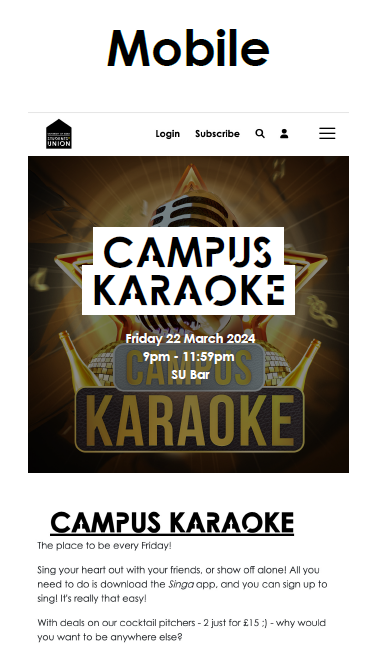 Mobile
STUDENTS'
UNION
Login Subscribe
CAMPUS
KARAOKE
Friday 22 March 2024
9pm - 11:59pm
SU Bar
CAMPUS
KARAOKE
CAMPUS KARAOKE
The place to be every Friday!
Sing your heart out with your friends, or show off alone! All you
need to do is download the Singa app, and you can sign up to
sing! It's really that easy!
With deals on our cocktail pitchers - 2 just for £15 ;) - why would
you want to be anywhere else?